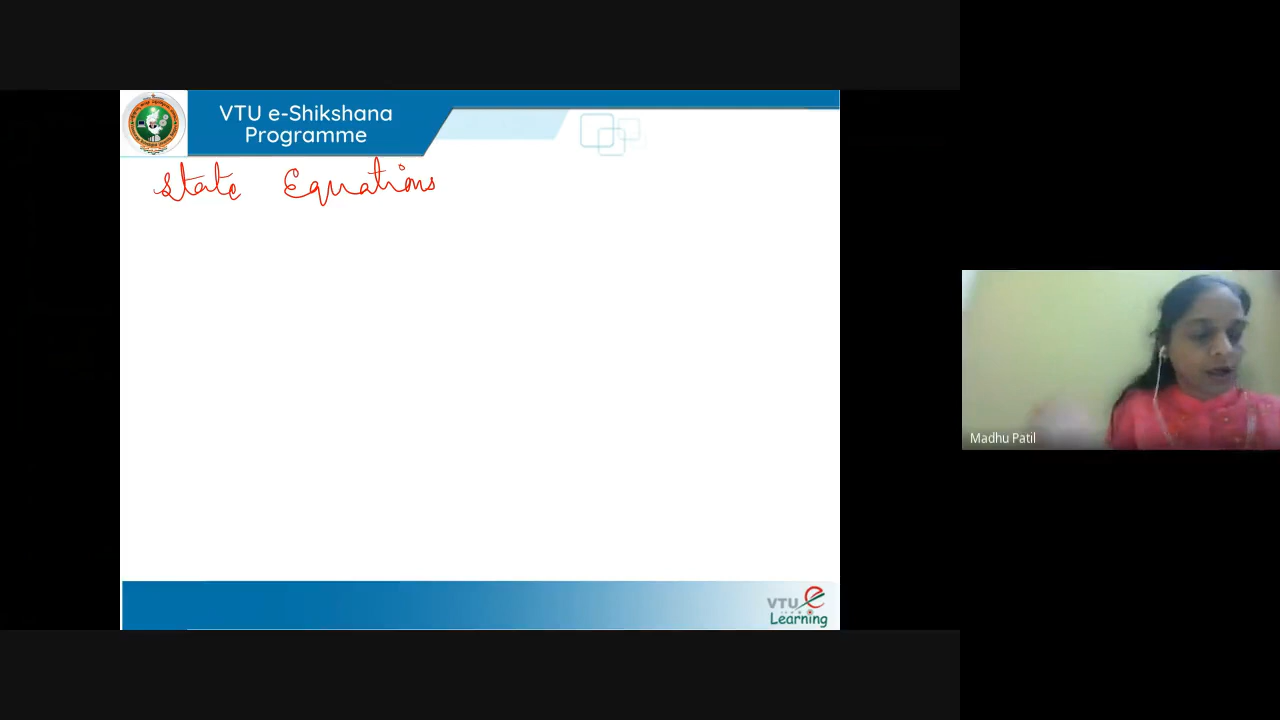 VTU e-Shikshana
Programme
State Equations
Madhu Patil
VTU e
Learning